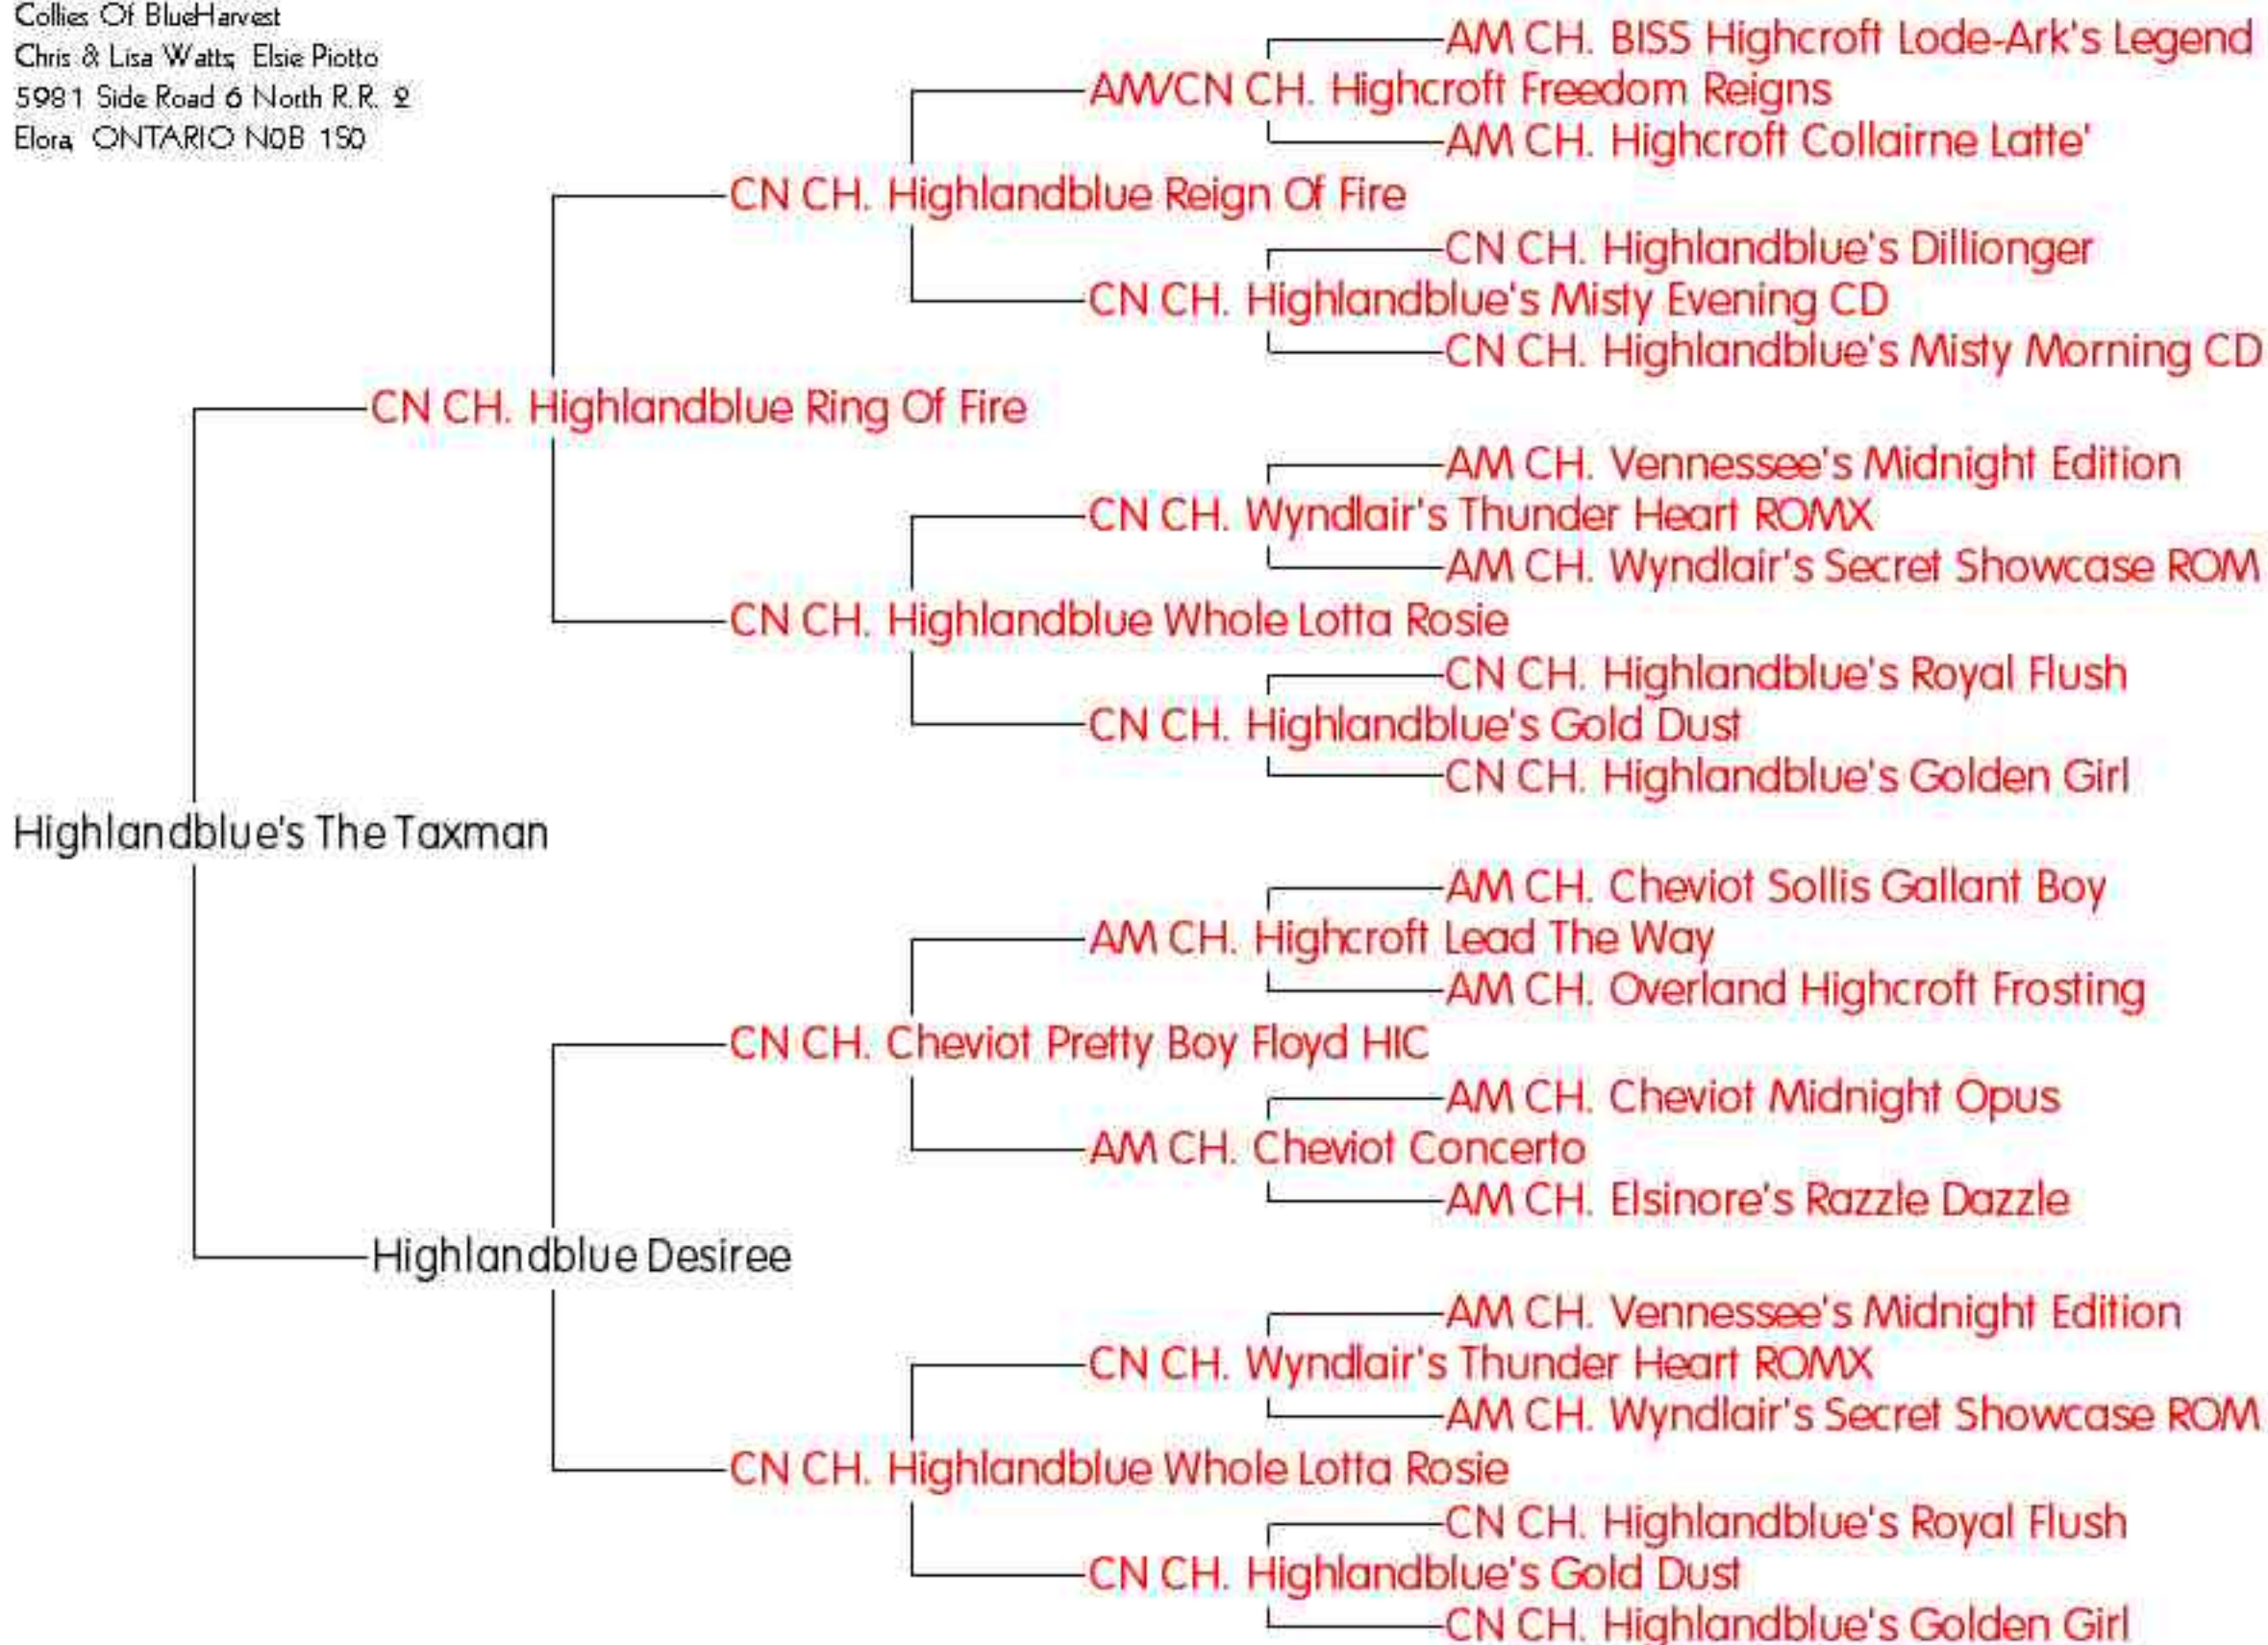 Collies Of BlueHarvest
Chris & Lisa Watts, Elsie Piotto
5981 Side Road 6 North R.R. 2
Elora, ONTARIO N0B 1S0
AM CH. BISS Highcroft Lode-Ark's Legend
AM/CN CH. Highcroft Freedom Reigns
AM CH. Highcroft Collairne Latte'
CN CH. Highlandblue Reign Of Fire
CN CH. Highlandblue's Dillionger
CN CH. Highlandblue's Misty Evening CD
CN CH. Highlandblue's Misty Morning CD
CN CH. Highlandblue Ring Of Fire
AM CH. Vennessee's Midnight Edition
CN CH. Wyndlair's Thunder Heart ROMX
AM CH. Wyndlair's Secret Showcase ROM
CN CH. Highlandblue Whole Lotta Rosie
CN CH. Highlandblue's Royal Flush
CN CH. Highlandblue's Gold Dust
CN CH. Highlandblue's Golden Girl
Highlandblue's The Taxman
AM CH. Cheviot Sollis Gallant Boy
AM CH. Highcroft Lead The Way
AM CH. Overland Highcroft Frosting
CN CH. Cheviot Pretty Boy Floyd HIC
AM CH. Cheviot Midnight Opus
AM CH. Cheviot Concerto
AM CH. Elsinore's Razzle Dazzle
Highlandblue Desiree
AM CH. Vennessee's Midnight Edition
CN CH. Wyndlair's Thunder Heart ROMX
AM CH. Wyndlair's Secret Showcase ROM
CN CH. Highlandblue Whole Lotta Rosie
CN CH. Highlandblue's Royal Flush
CN CH. Highlandblue's Gold Dust
CN CH. Highlandblue's Golden Girl